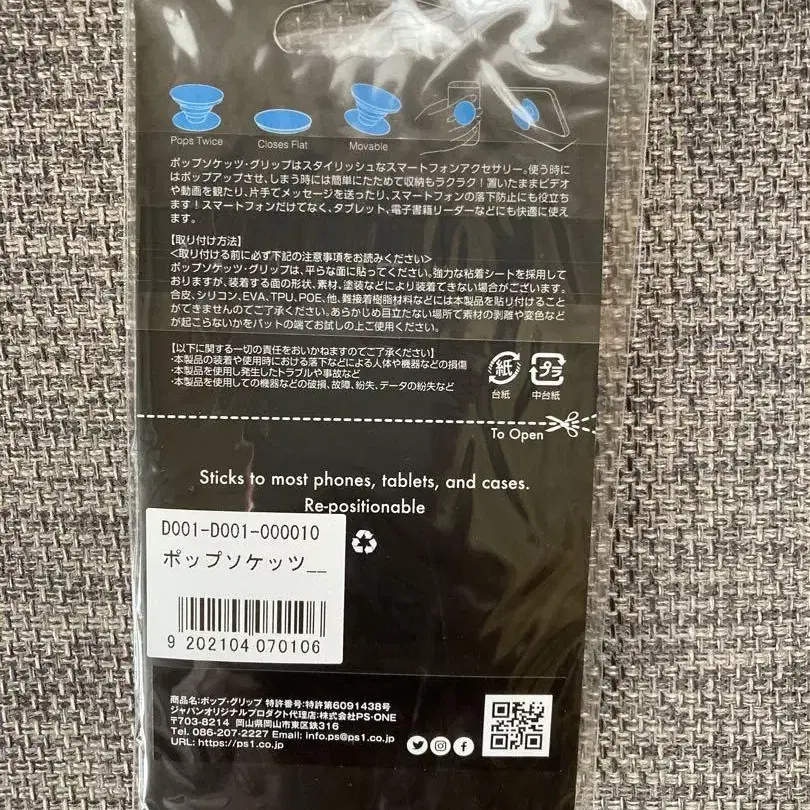 Pops Twice
Closes Flat
Movable
ポップソケッツ・グリップはスタイリッシュなスマートフォンアクセサリー。使う時に
はポップアップさせ、しまう時には簡単にたためて収納もラクラク！置いたままビデオ
や動画を観たり、片手でメッセージを送ったり、スマートフォンの落下防止にも役立ち
ます！スマートフォンだけでなく、タブレット、電子書籍リーダーなどにも快適に使え
ます。
【取り付け方法】
<取り付ける前に必ず下記の注意事項をお読みください>
ポップソケッツ・グリップは、平らな面に貼ってください。強力な粘着シートを採用して
おりますが、装着する面の形状、素材、塗装などにより装着できない場合がございます。
合皮、シリコン、EVA、TPU、POE、他、難接着樹脂材料などには本製品を貼り付けること
ができませんのでご了承ください。あらかじめ目立たない場所で素材の剥離や変色など
が起こらないかをパットの端でお試しの上ご使用ください。
【以下に関する一切の責任をおいかねますのでご了承ください】
・本製品の装着や使用時における落下などによる人体や機器などの損傷
・本製品を使用し発生したトラブルや事故など
・本製品を使用しての機器などの破損、故障、紛失、データの紛失など
紙
プラ
台紙
中台紙
To Open
Sticks to most phones, tablets, and cases.
Re-positionable
D001-D001-000010
ポップソケッツ__
9 202104 070106
商品名:ポップ・グリップ 特許番号:特許第6091438号
ジャパンオリジナルプロダクト代理店:株式会社PS・ONE
〒703-8214 岡山県岡山市東区鉄316
Tel. 086-207-2227 Email: info.ps@ps1.co.jp
URL: https://ps1.co.jp